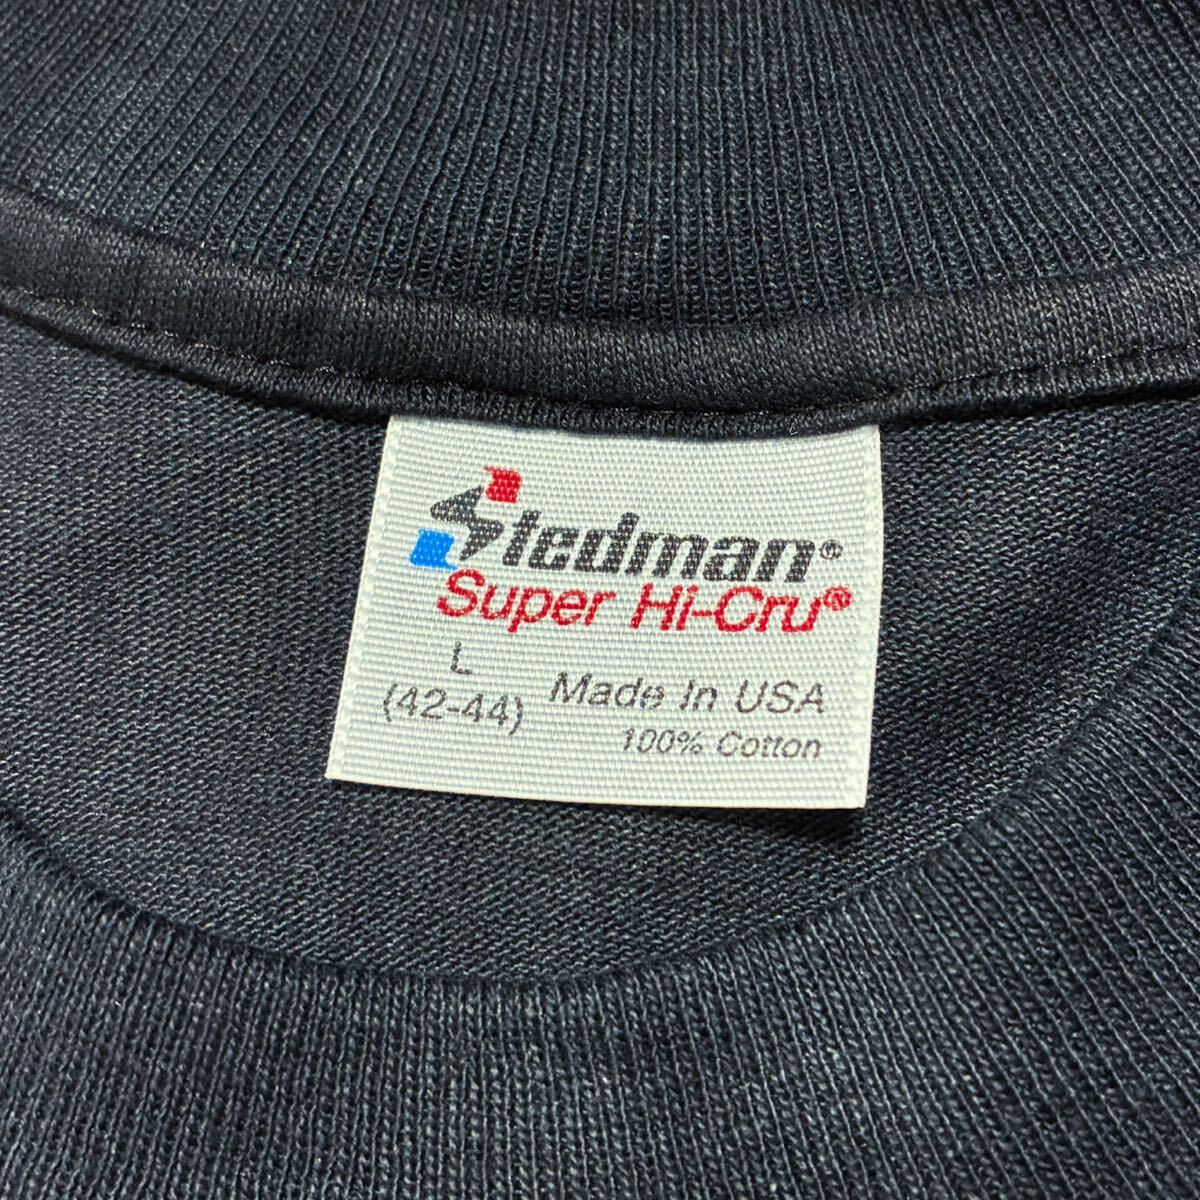 Stedman®
Super Hi-Cru®
L
(42-44)
Made In USA
100% Cotton